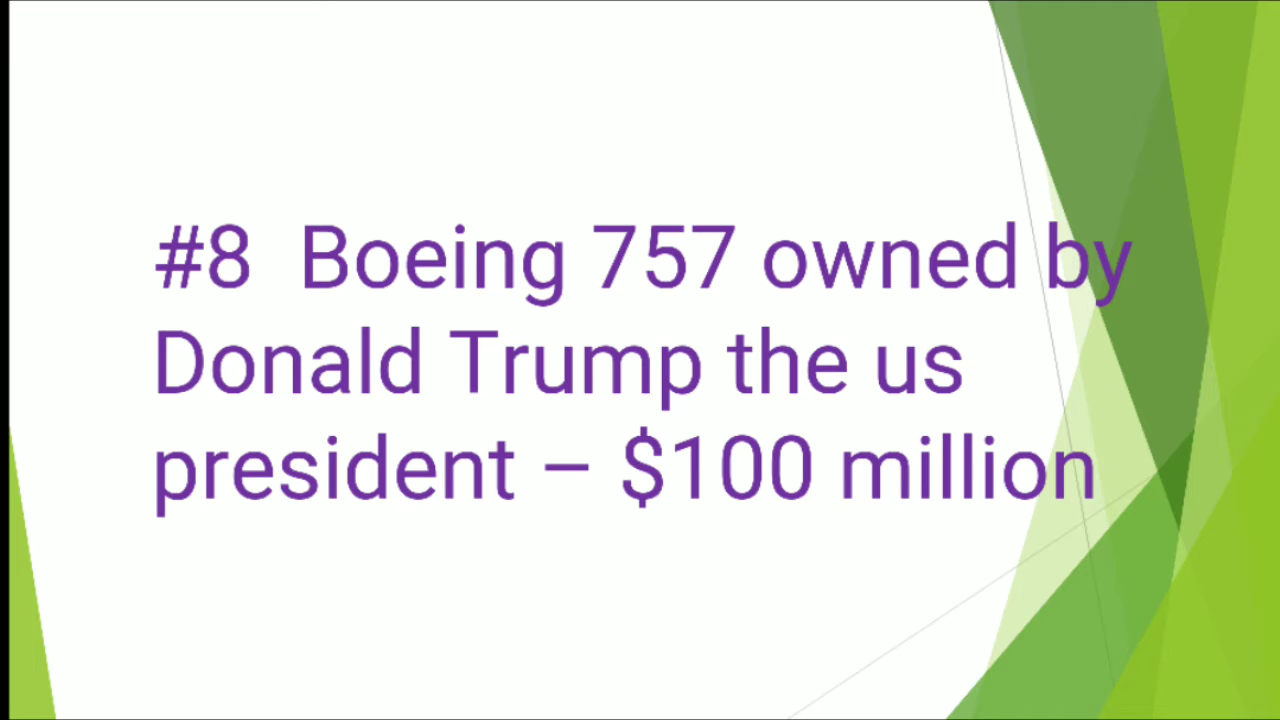 #8  Boeing 757 owned by
Donald Trump the us
president – $100 million